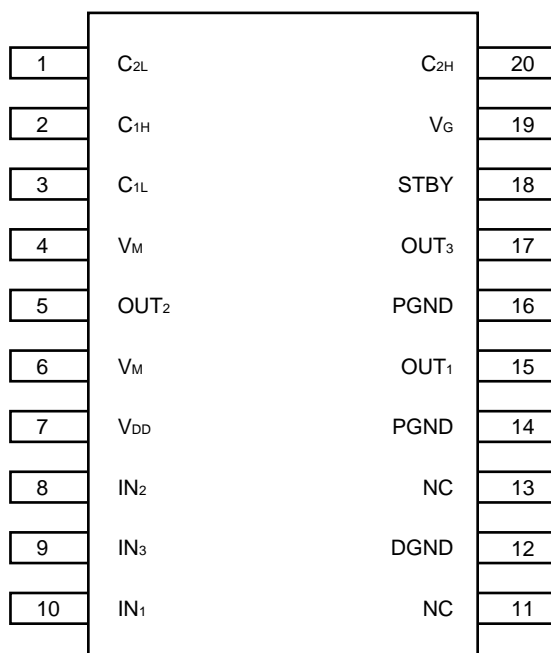 1 C2L C2H 20
2 C1H VG 19
3 C1L STBY 18
4 VM OUT3 17
5 OUT2 PGND 16
6 VM OUT1 15
7 VDD PGND 14
8 IN2 NC 13
9 IN3 DGND 12
10 IN1 NC 11